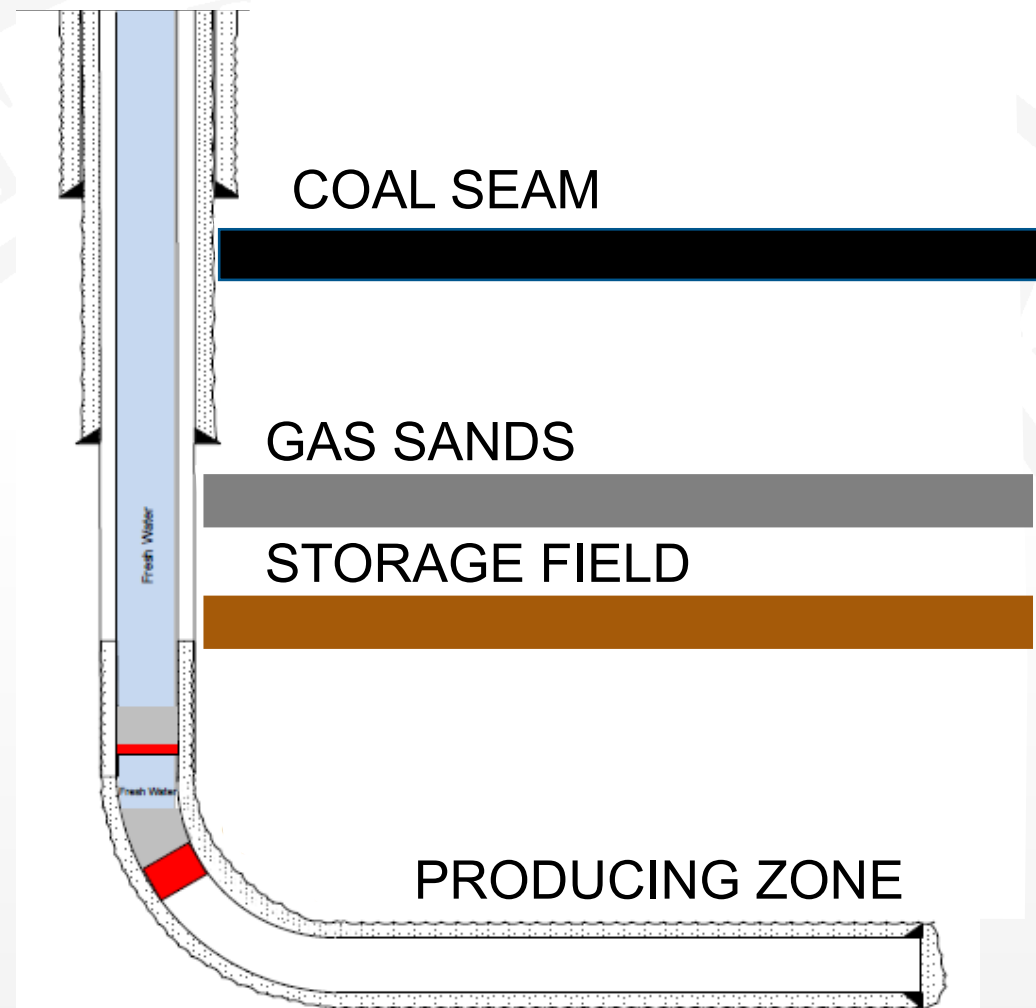 COAL SEAM
GAS SANDS
Fresh Water
STORAGE FIELD
Fresh Water
PRODUCING ZONE